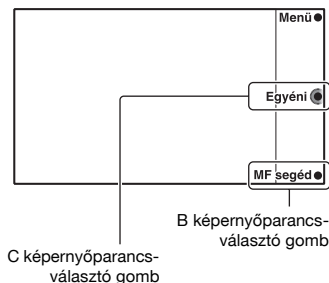 Menü
Egyéni
MF segéd
B képernyőparancs-
választó gomb
C képernyőparancs-
választó gomb